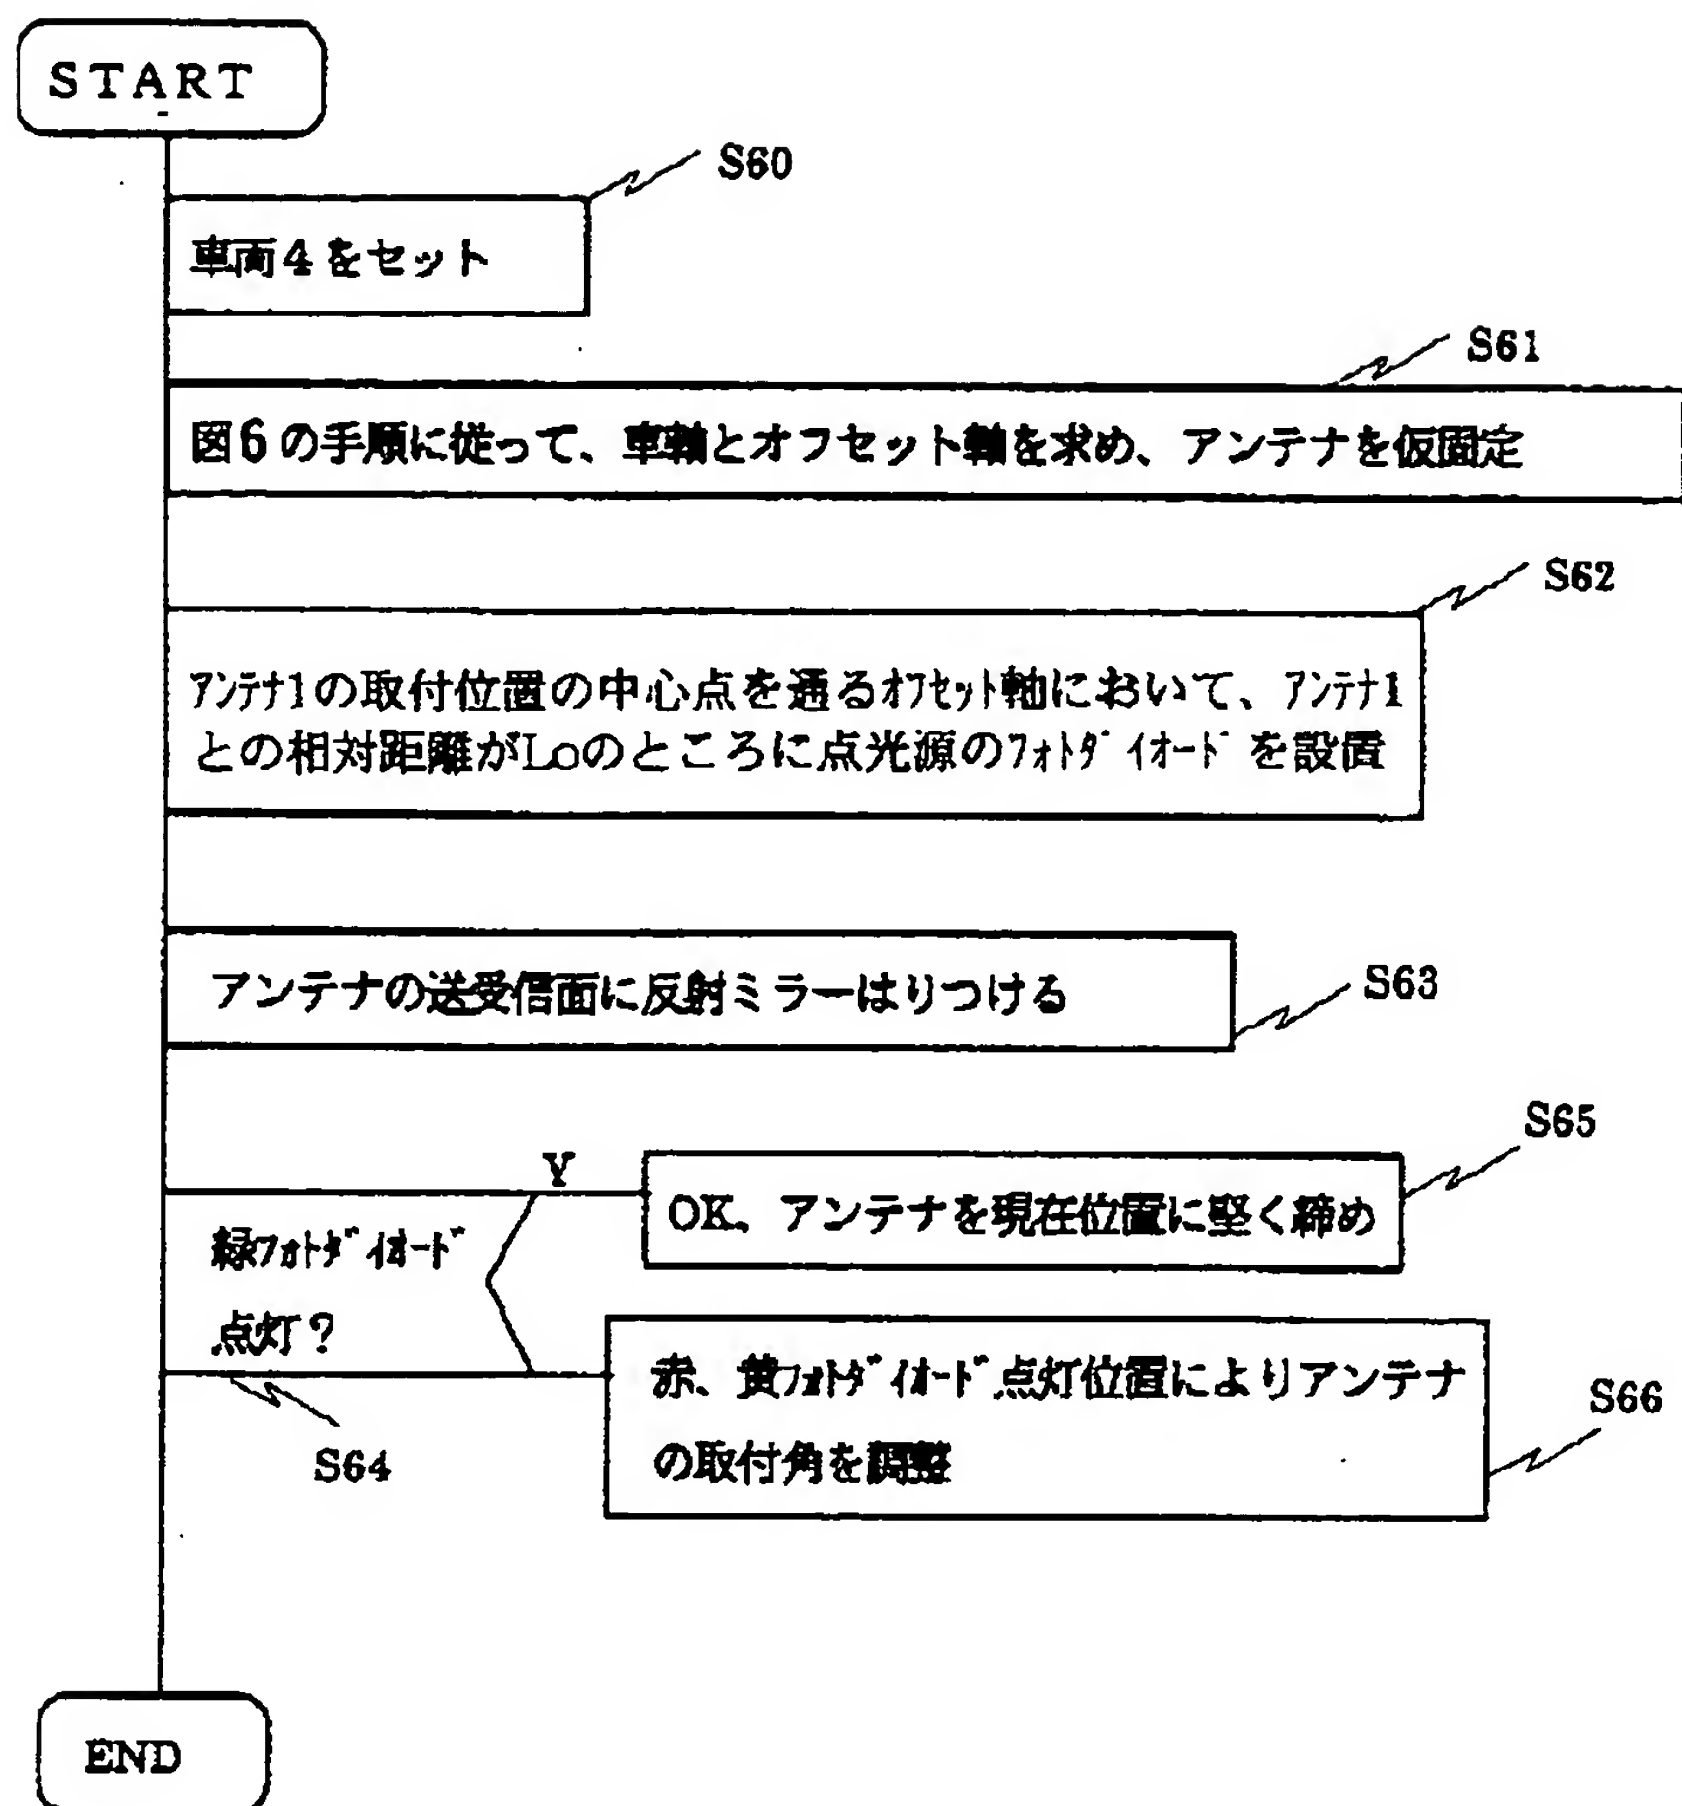 START
S60
車両4をセット
S61
図6の手順に従って、車軸とオフセット軸を求め、アンテナを仮固定
S62
ｱﾝﾃﾅ1の取付位置の中心点を通るｵﾌｾｯﾄ軸において、ｱﾝﾃﾅ1
との相対距離がLoのところに点光源のﾌｫﾄﾀﾞｲｵｰﾄﾞを設置
アンテナの送受信面に反射ミラーはりつける
S63
S65
Y
OK、アンテナを現在位置に堅く締め
緑ﾌｫﾄﾀﾞｲｵｰﾄﾞ
点灯?
赤、黄ﾌｫﾄﾀﾞｲｵｰﾄﾞ点灯位置によりアンテナ
の取付角を調整
S66
S64
END